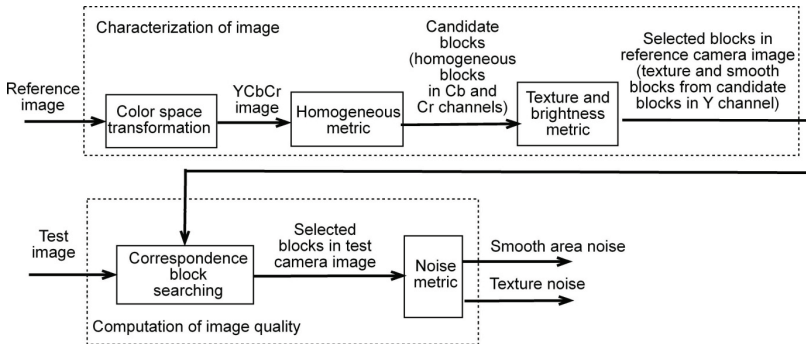 Characterization of image
Reference
image
Color space
transformation
YCbCr
image
Homogeneous
metric
Candidate
blocks
(homogeneous
blocks
in Cb and
Cr channels)
Texture and
brightness
metric
Selected blocks in
reference camera image
(texture and smooth
blocks from candidate
blocks in Y channel)
Test
image
Correspondence
block
searching
Selected
blocks in test
camera image
Noise
metric
Smooth area noise
Texture noise
Computation of image quality